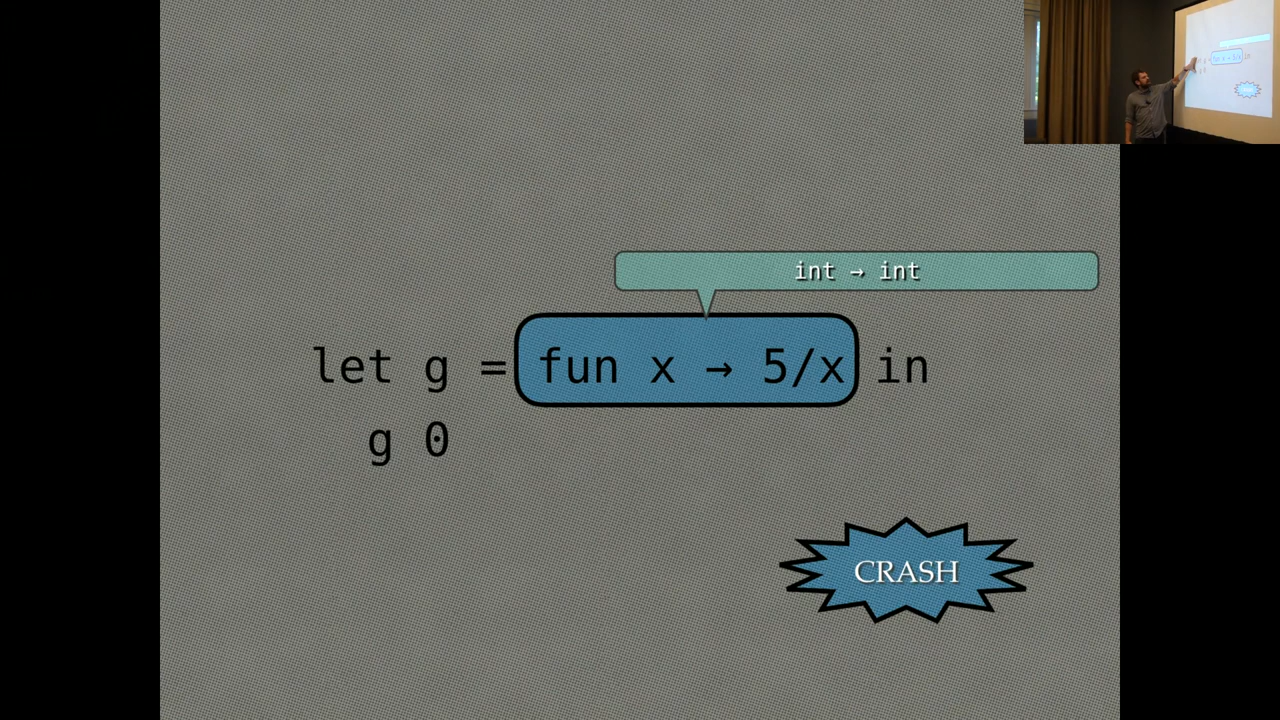 int → int
let g = fun x → 5/x in
g 0
CRASH